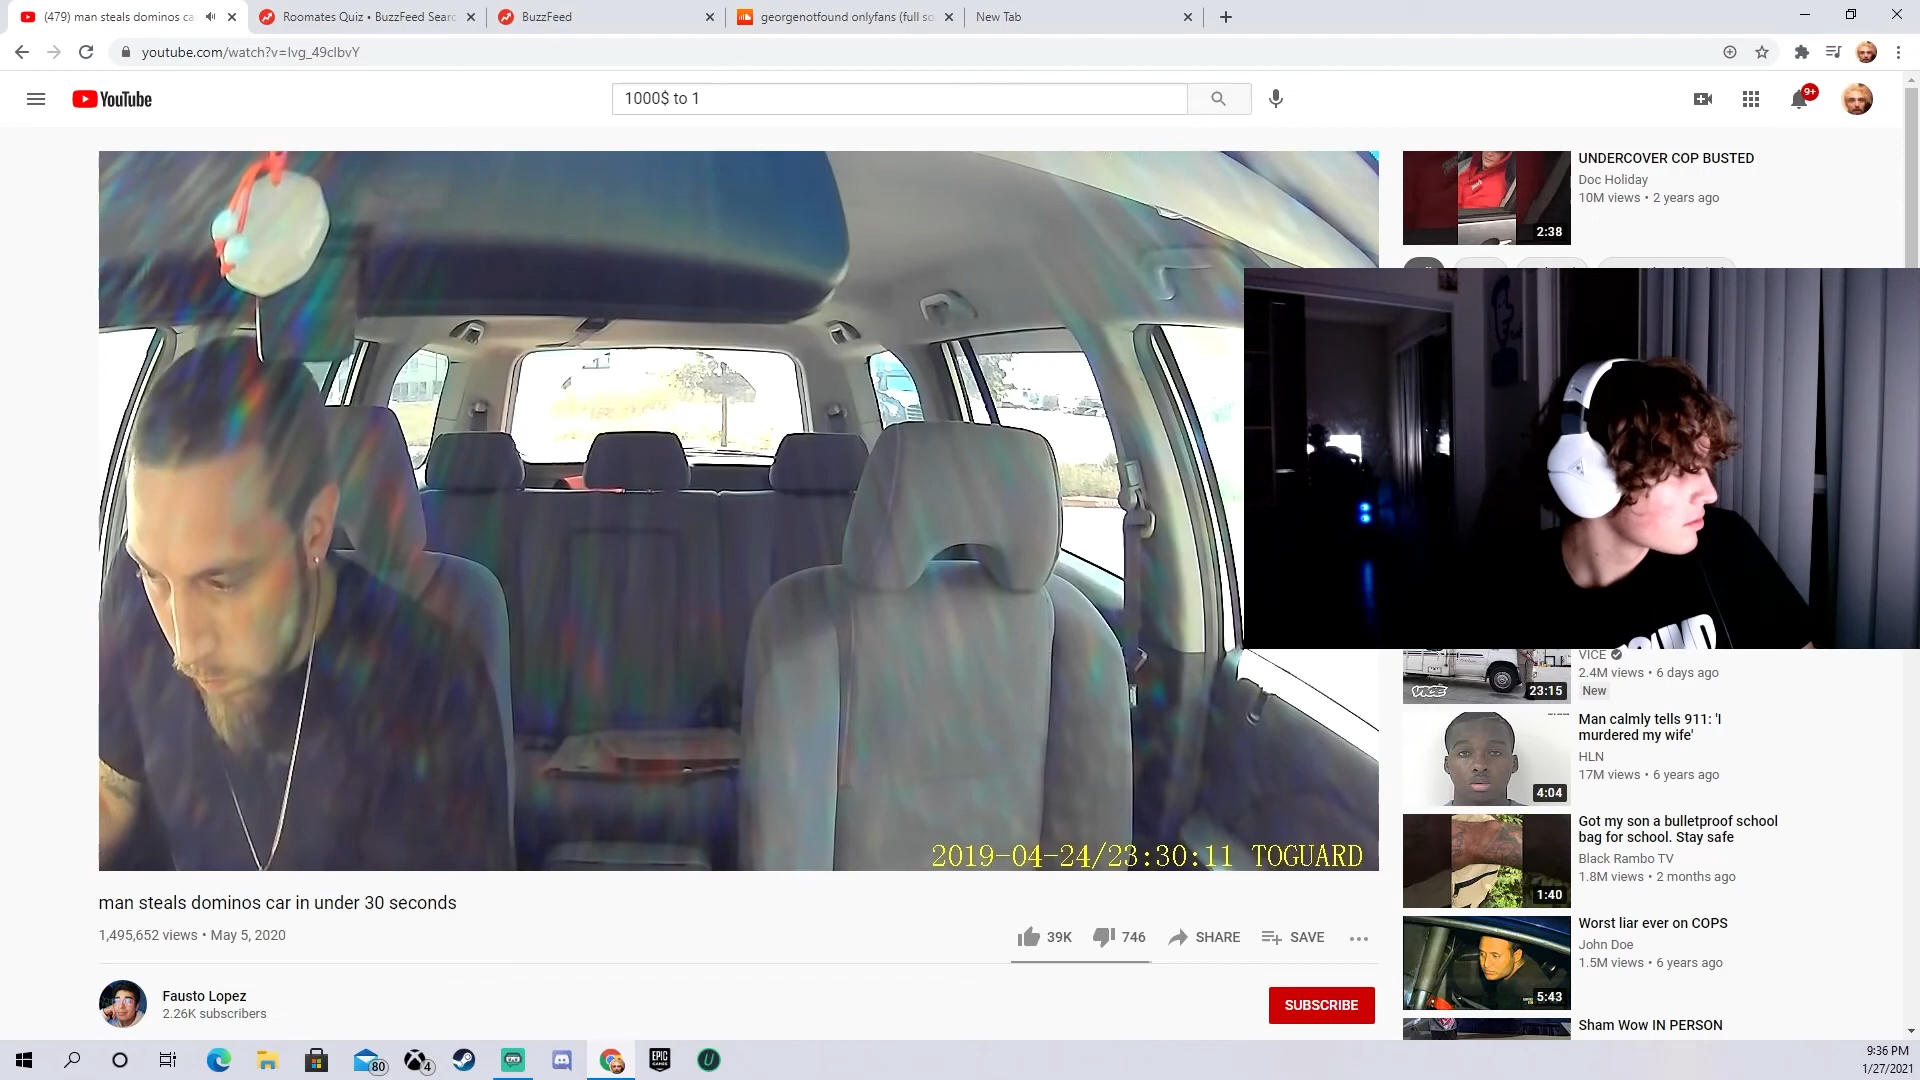 (479) man steals dominos ca
Roomates Quiz • BuzzFeed Searc
BuzzFeed
georgenotfound onlyfans (full so
New Tab
youtube.com/watch?v=lvg_49clbvY
YouTube
1000$ to 1
9+
UNDERCOVER COP BUSTED
Doc Holiday
10M views • 2 years ago
2:38
2019-04-24/23:30:11 TOGUARD
man steals dominos car in under 30 seconds
1,495,652 views • May 5, 2020
39K
746
SHARE
SAVE
Fausto Lopez
2.26K subscribers
SUBSCRIBE
VICE
2.4M views • 6 days ago
New
VICE
23:15
Man calmly tells 911: 'I
murdered my wife'
HLN
17M views • 6 years ago
4:04
Got my son a bulletproof school
bag for school. Stay safe
Black Rambo TV
1.8M views • 2 months ago
1:40
Worst liar ever on COPS
John Doe
1.5M views • 6 years ago
5:43
Sham Wow IN PERSON
80
4
EPIC
GAMES
9:36 PM
1/27/2021